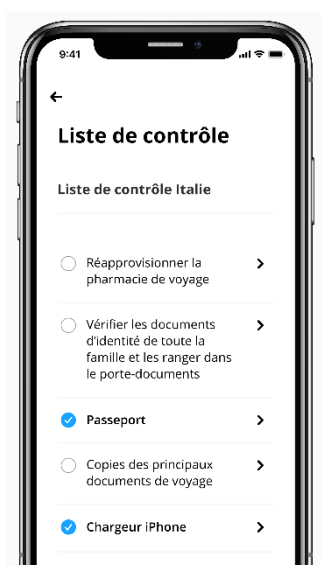 9:41
Liste de contrôle
Liste de contrôle Italie
Réapprovisionner la
pharmacie de voyage
Vérifier les documents
d'identité de toute la
famille et les ranger dans
le porte-documents
Passeport
Copies des principaux
documents de voyage
Chargeur iPhone